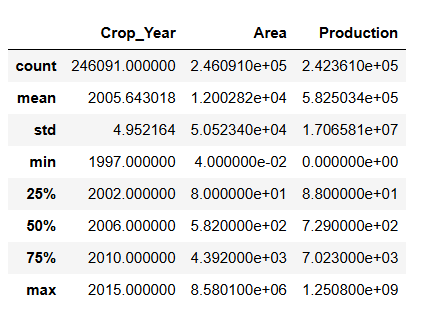 Crop_Year Area Production
count 246091.000000 2.460910e+05 2.423610e+05
mean 2005.643018 1.200282e+04 5.825034e+05
std 4.952164 5.052340e+04 1.706581e+07
min 1997.000000 4.000000e-02 0.000000e+00
25% 2002.000000 8.000000e+01 8.800000e+01
50% 2006.000000 5.820000e+02 7.290000e+02
75% 2010.000000 4.392000e+03 7.023000e+03
max 2015.000000 8.580100e+06 1.250800e+09